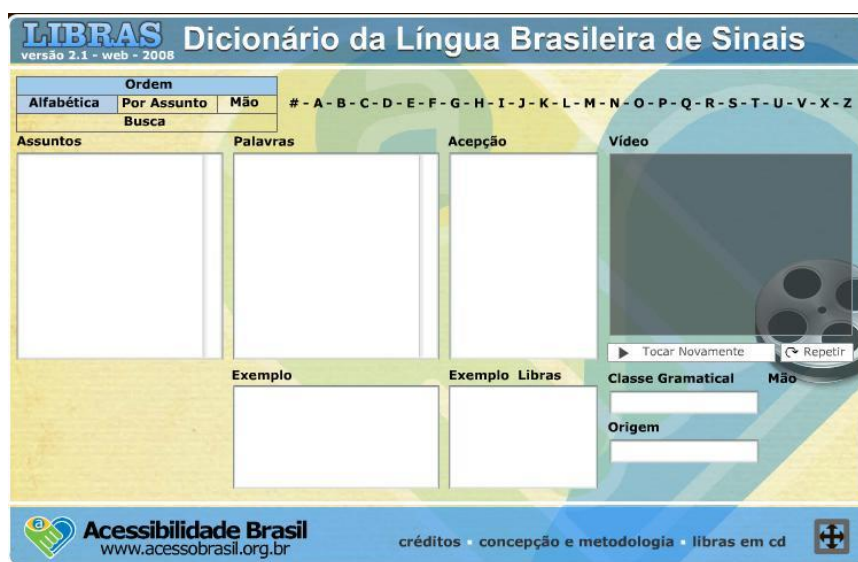 LIBRAS
versão 2.1 - web - 2008
Dicionário da Língua Brasileira de Sinais
Ordem
Alfabética Por Assunto Mão
Busca
# - A - B - C - D - E - F - G - H - I - J - K - L - M - N - O - P - Q - R - S - T - U - V - X - Z
Assuntos Palavras Acepção Vídeo
Tocar Novamente Repetir
Exemplo Exemplo Libras Classe Gramatical Mão
Origem
a Acessibilidade Brasil
www.acessobrasil.org.br
créditos • concepção e metodologia • libras em cd